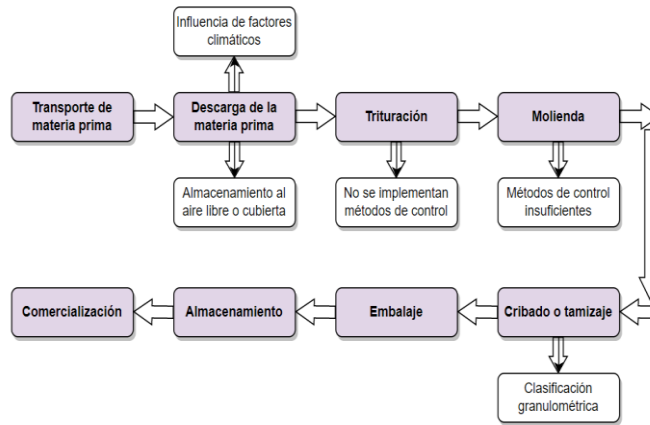 Influencia de factores
climáticos
Transporte de
materia prima
Descarga de la
materia prima
Trituración
Molienda
Almacenamiento al
aire libre o cubierta
No se implementan
métodos de control
Métodos de control
insuficientes
Comercialización
Almacenamiento
Embalaje
Cribado o tamizaje
Clasificación
granulométrica